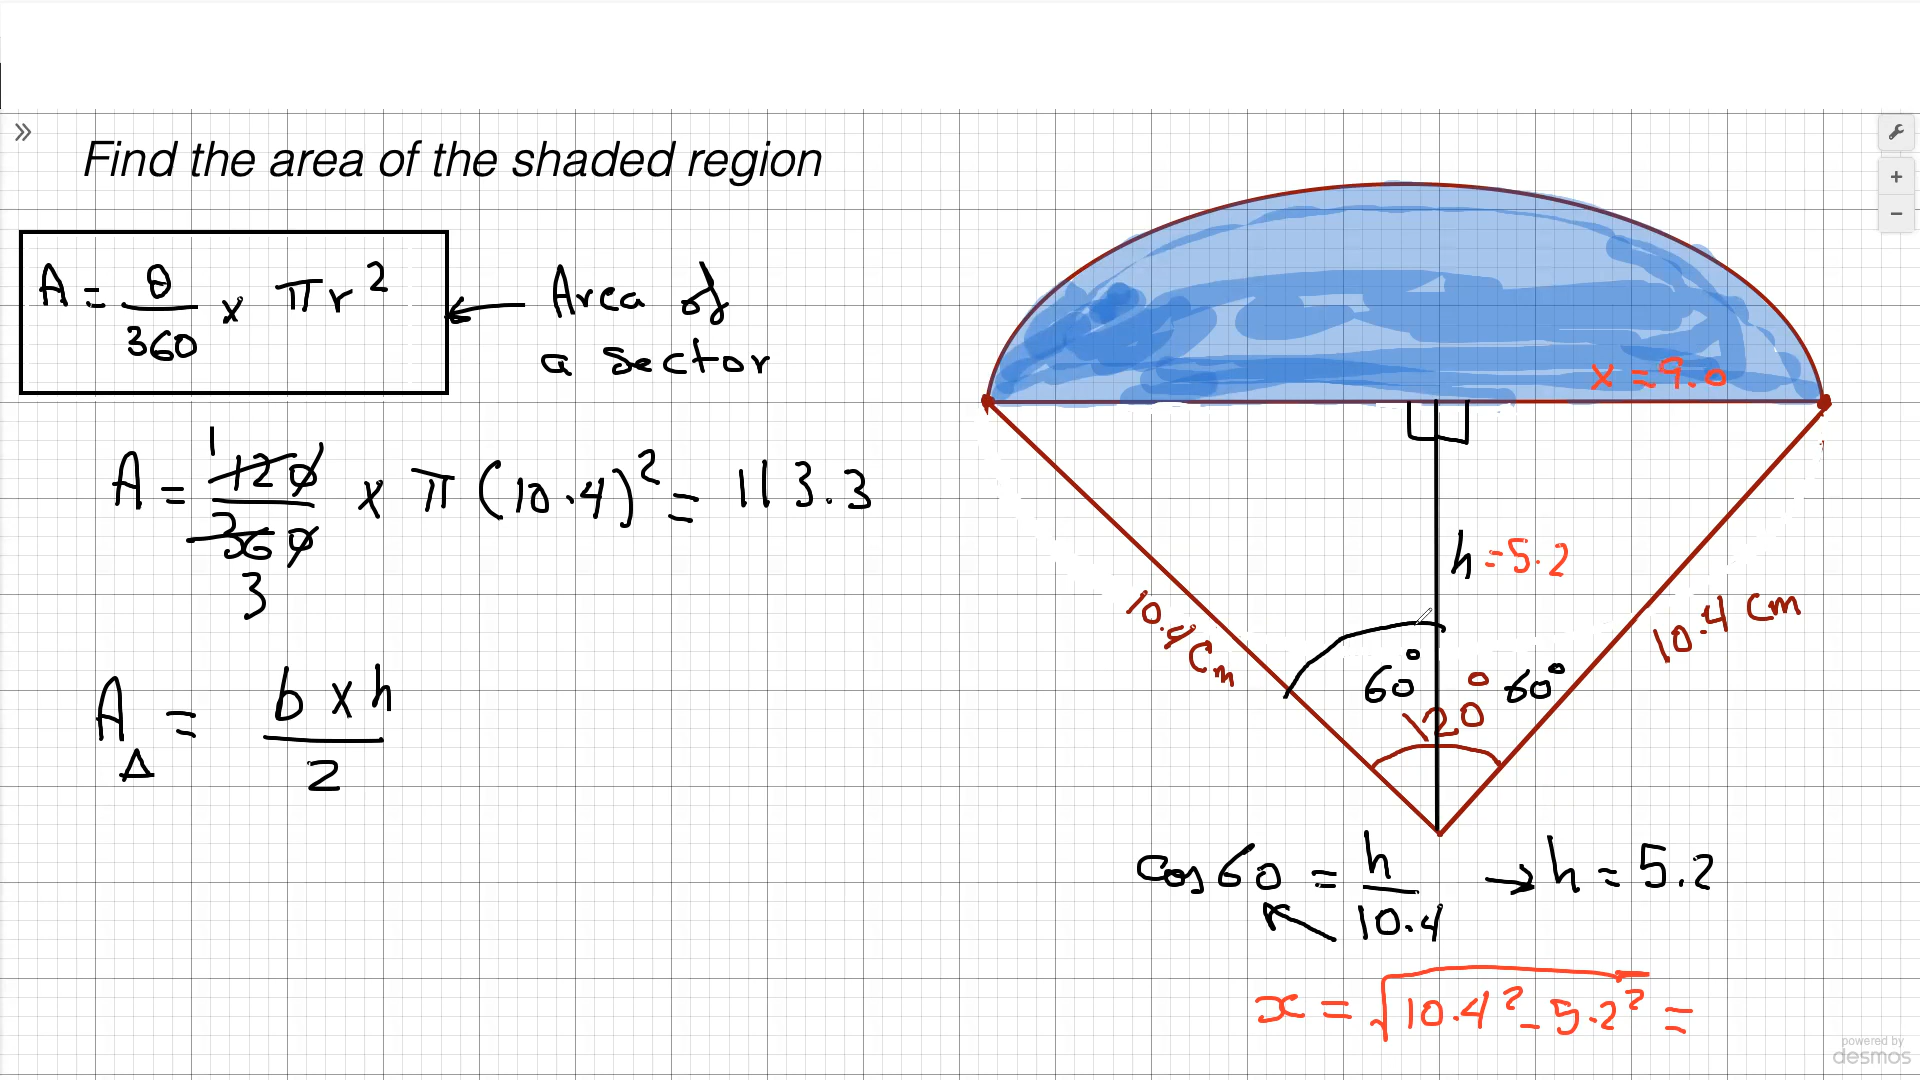 Find the area of the shaded region
A = θ/360 x πr²
Area of
a sector
A = 120/360 x π(10.4)² = 113.3
1
3
A△ = b x h/2
x = 9.0
h = 5.2
10.4 Cm
10.4 Cm
60°
60°
120°
cos60 = h/10.4 → h = 5.2
x = √10.4² - 5.2² =
powered by
desmos